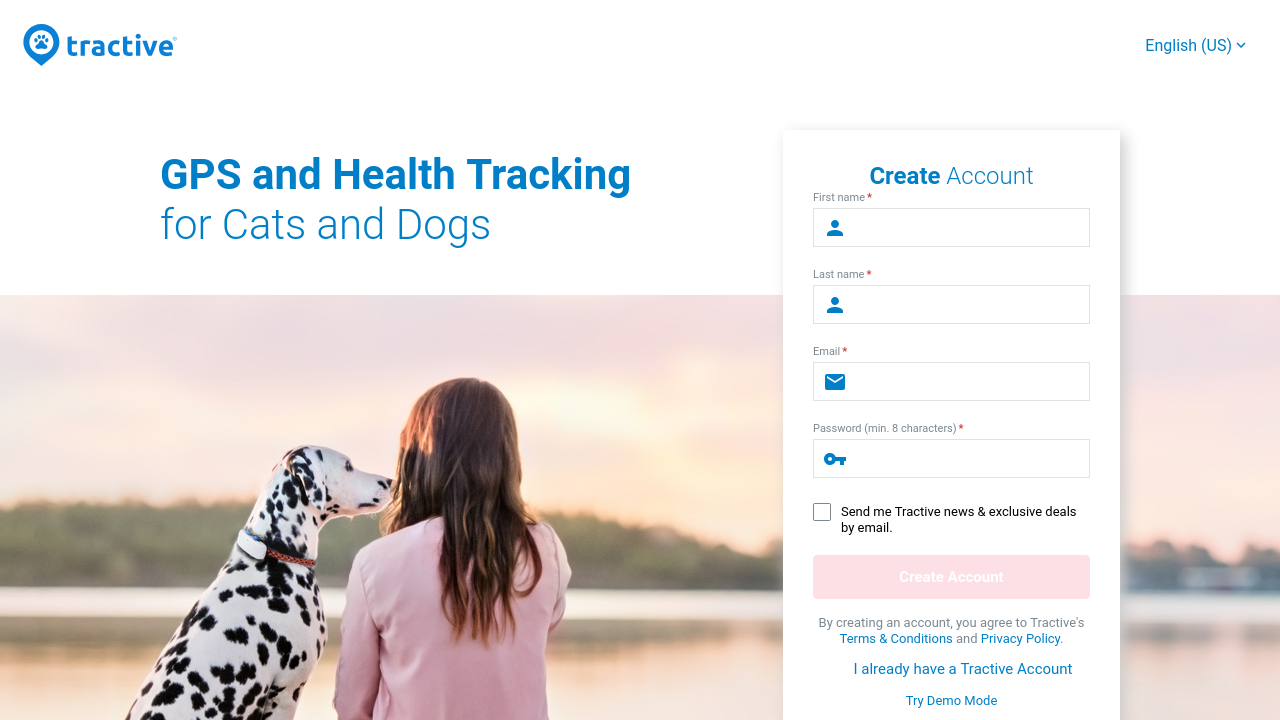 tractive
English (US)
GPS and Health Tracking
for Cats and Dogs
Create Account
First name *
Last name *
Email *
Password (min. 8 characters) *
Send me Tractive news & exclusive deals
by email.
Create Account
By creating an account, you agree to Tractive's
Terms & Conditions and Privacy Policy.
I already have a Tractive Account
Try Demo Mode